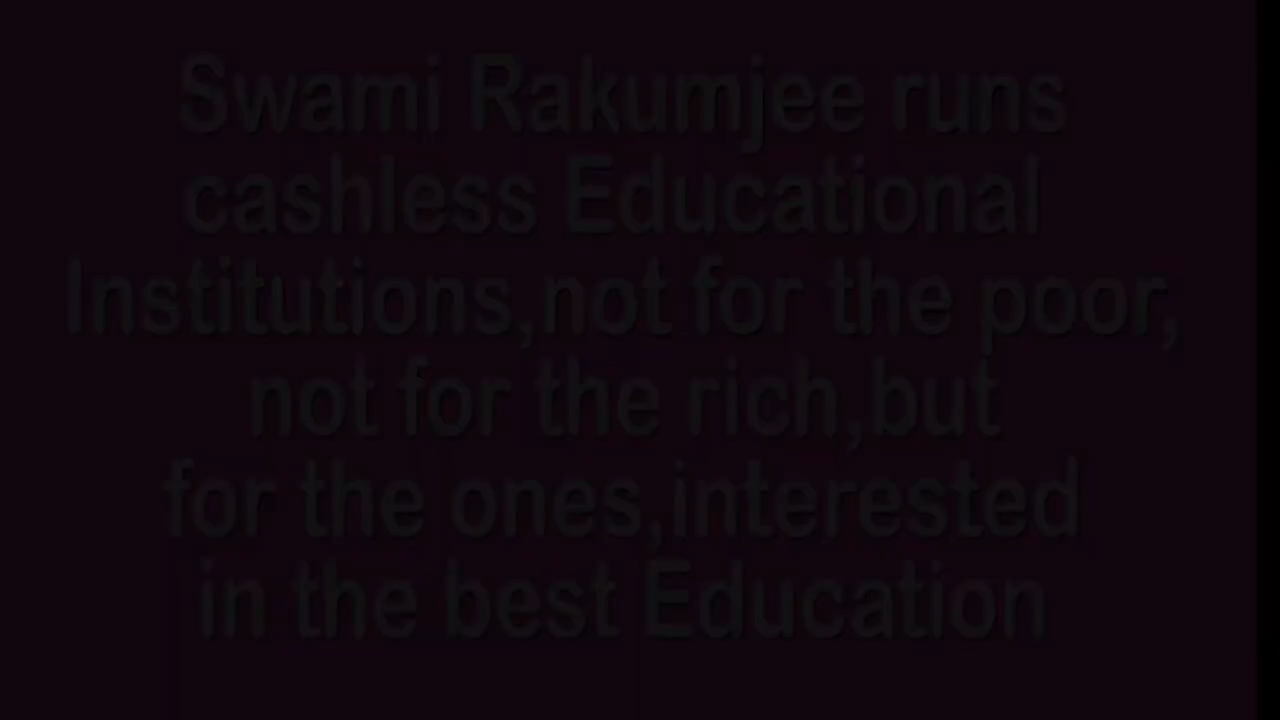 Swami Rakumjee runs
cashless Educational
Institutions,not for the poor,
not for the rich,but
for the ones,interested
in the best Education